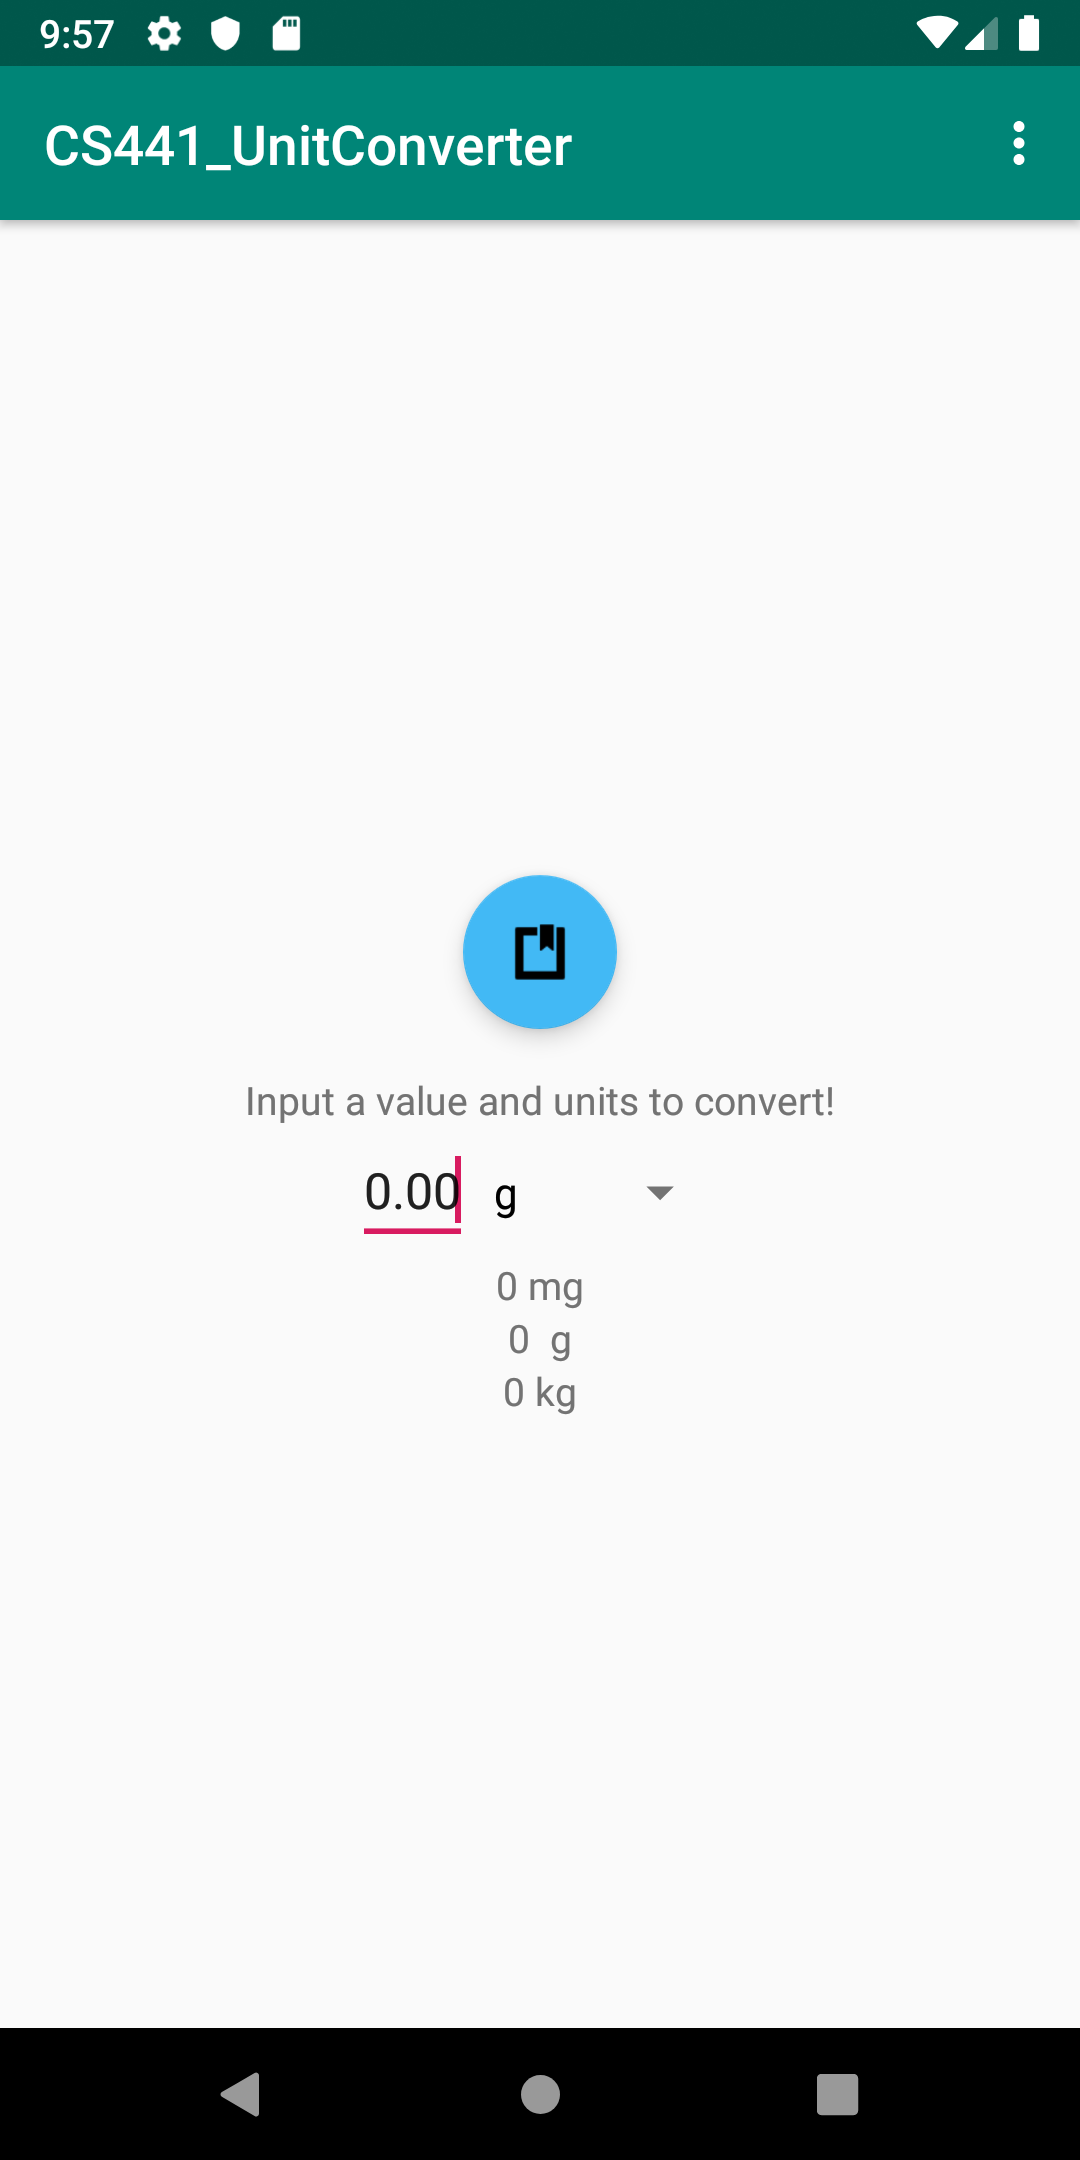 9:57
CS441_UnitConverter
Input a value and units to convert!
0.00 g
0 mg
0  g
0 kg